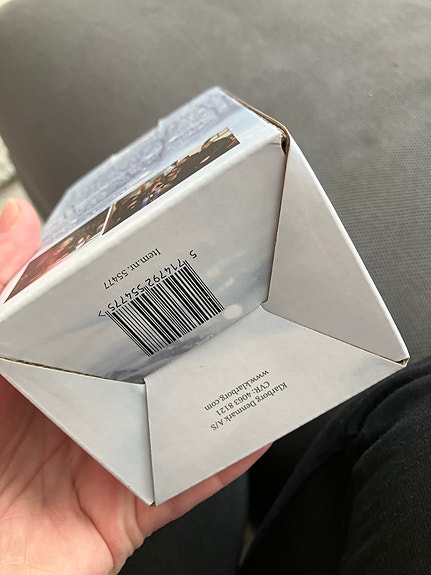 Item.nr. 55477
5 714792 554775 >
Klarborg Denmark A/S
CVR: 4063 8121
www.klarborg.com